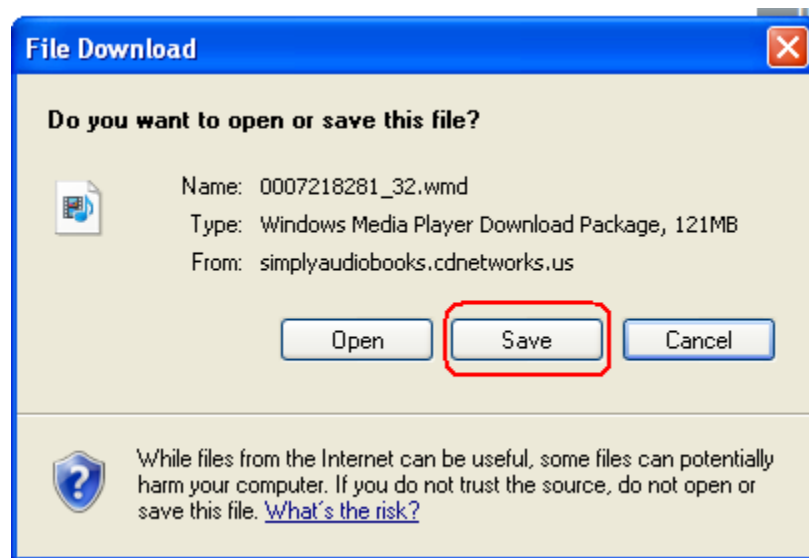 File Download
Do you want to open or save this file?
Name: 0007218281_32.wmd
Type: Windows Media Player Download Package, 121MB
From: simplyaudiobooks.cdnetworks.us
Open Save Cancel
While files from the Internet can be useful, some files can potentially
harm your computer. If you do not trust the source, do not open or
save this file. What's the risk?